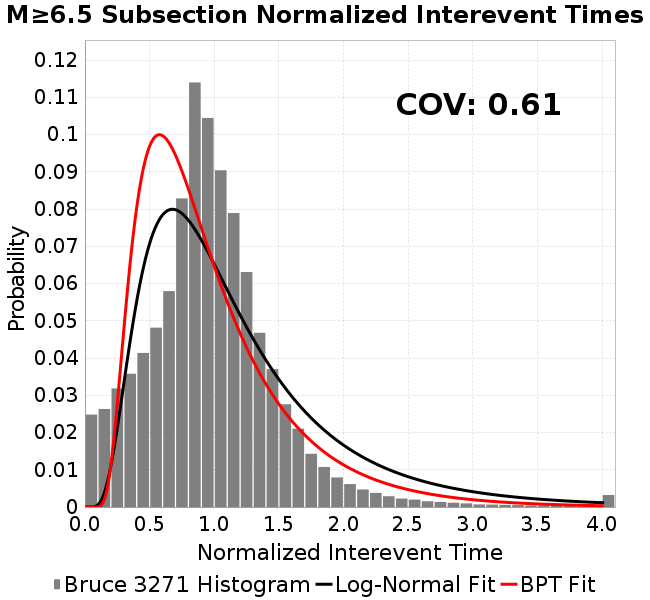 M≥6.5 Subsection Normalized Interevent Times
COV: 0.61
0.12
0.11
0.1
0.09
0.08
0.07
0.06
0.05
0.04
0.03
0.02
0.01
0
Probability
0.0 0.5 1.0 1.5 2.0 2.5 3.0 3.5 4.0
Normalized Interevent Time
Bruce 3271 Histogram Log-Normal Fit BPT Fit